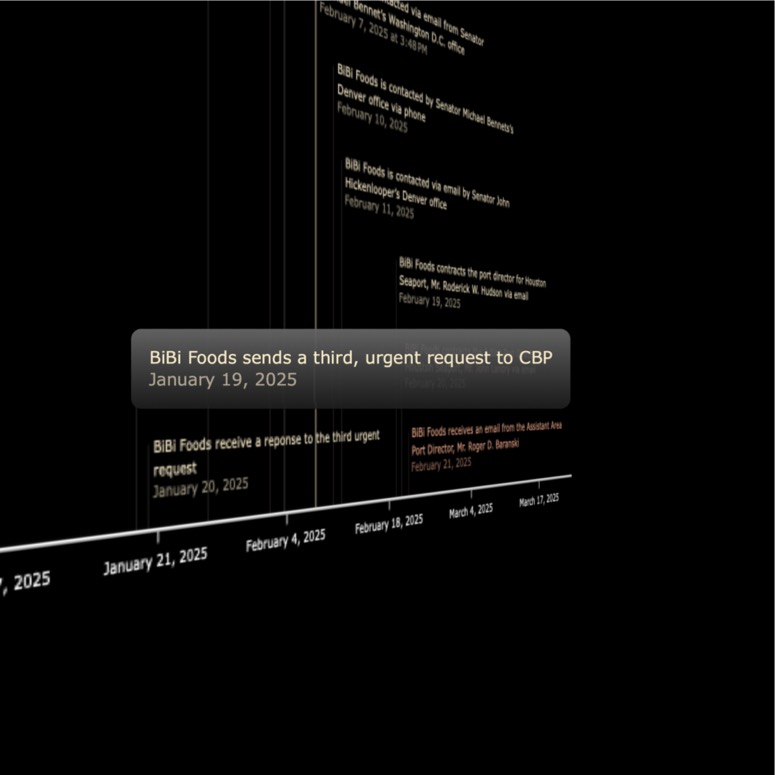 contacted via email from Senator
Bennet's Washington D.C. office
February 7, 2025 at 3:48PM
BiBi Foods is contacted by Senator Michael Bennets's
Denver office via phone
February 10, 2025
BiBi Foods is contacted via email by Senator John
Hickenlooper's Denver office
February 11, 2025
BiBi Foods contracts the port director for Houston
Seaport, Mr. Roderick W. Hudson via email
February 19, 2025
BiBi Foods sends a third, urgent request to CBP
January 19, 2025
BiBi Foods receive a reponse to the third urgent
request
January 20, 2025
BiBi Foods receives an email from the Assistant Area
Port Director, Mr. Roger D. Baranski
February 21, 2025
, 2025
January 21, 2025
February 4, 2025
February 18, 2025
March 4, 2025
March 17, 2025